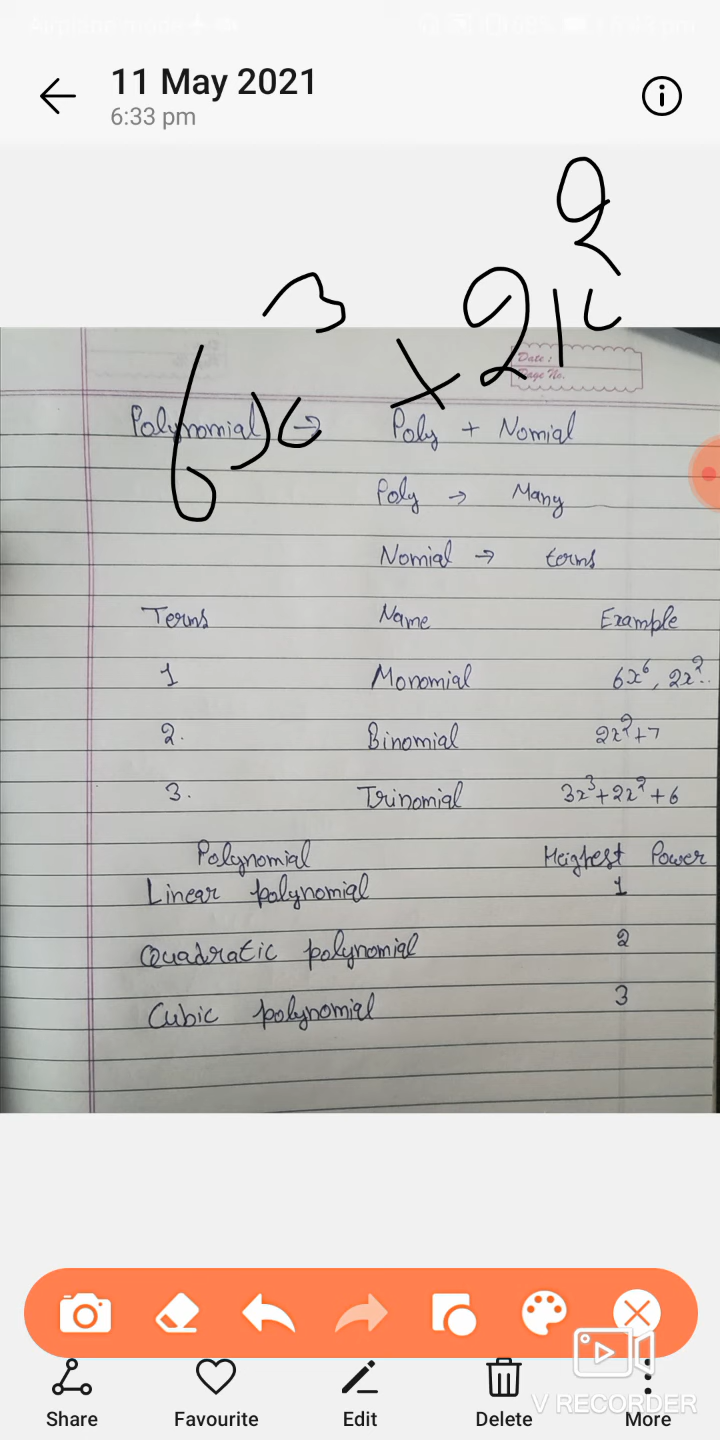 11 May 2021
6:33 pm
Date :
Page No.
Polynomial → Poly + Nomial
Poly → Many
Nomial → terms
Terms Name Example
1 Monomial 6x⁶, 2x²..
2. Binomial 2x²+7
3. Trinomial 3x³+2x²+6
Polynomial Heighest Power
Linear polynomial 1
Quadratic polynomial 2
Cubic polynomial 3
Share Favourite Edit Delete More
V RECORDER